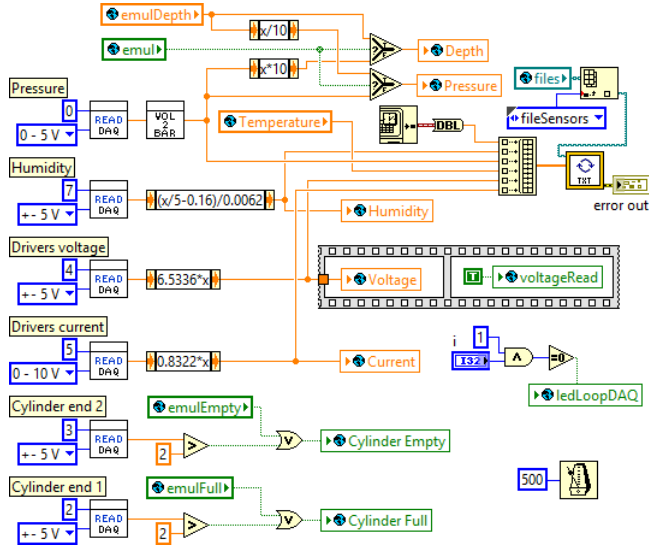 emulDepth
x/10
emul
Depth
x*10
Pressure
Pressure
files
0
READ
DAQ
VOL
2
BAR
0 - 5 V
Temperature
DBL
fileSensors
Humidity
7
READ
DAQ
(x/5-0.16)/0.0062
TXT
+- 5 V
Humidity
error out
Drivers voltage
4
READ
DAQ
6.5336*x
Voltage
T
voltageRead
+- 5 V
Drivers current
5
READ
DAQ
0.8322*x
Current
0 - 10 V
i
1
I32
=0
ledLoopDAQ
Cylinder end 2
emulEmpty
3
READ
DAQ
>
V
Cylinder Empty
+- 5 V
2
Cylinder end 1
emulFull
500
2
READ
DAQ
>
V
Cylinder Full
+- 5 V
2